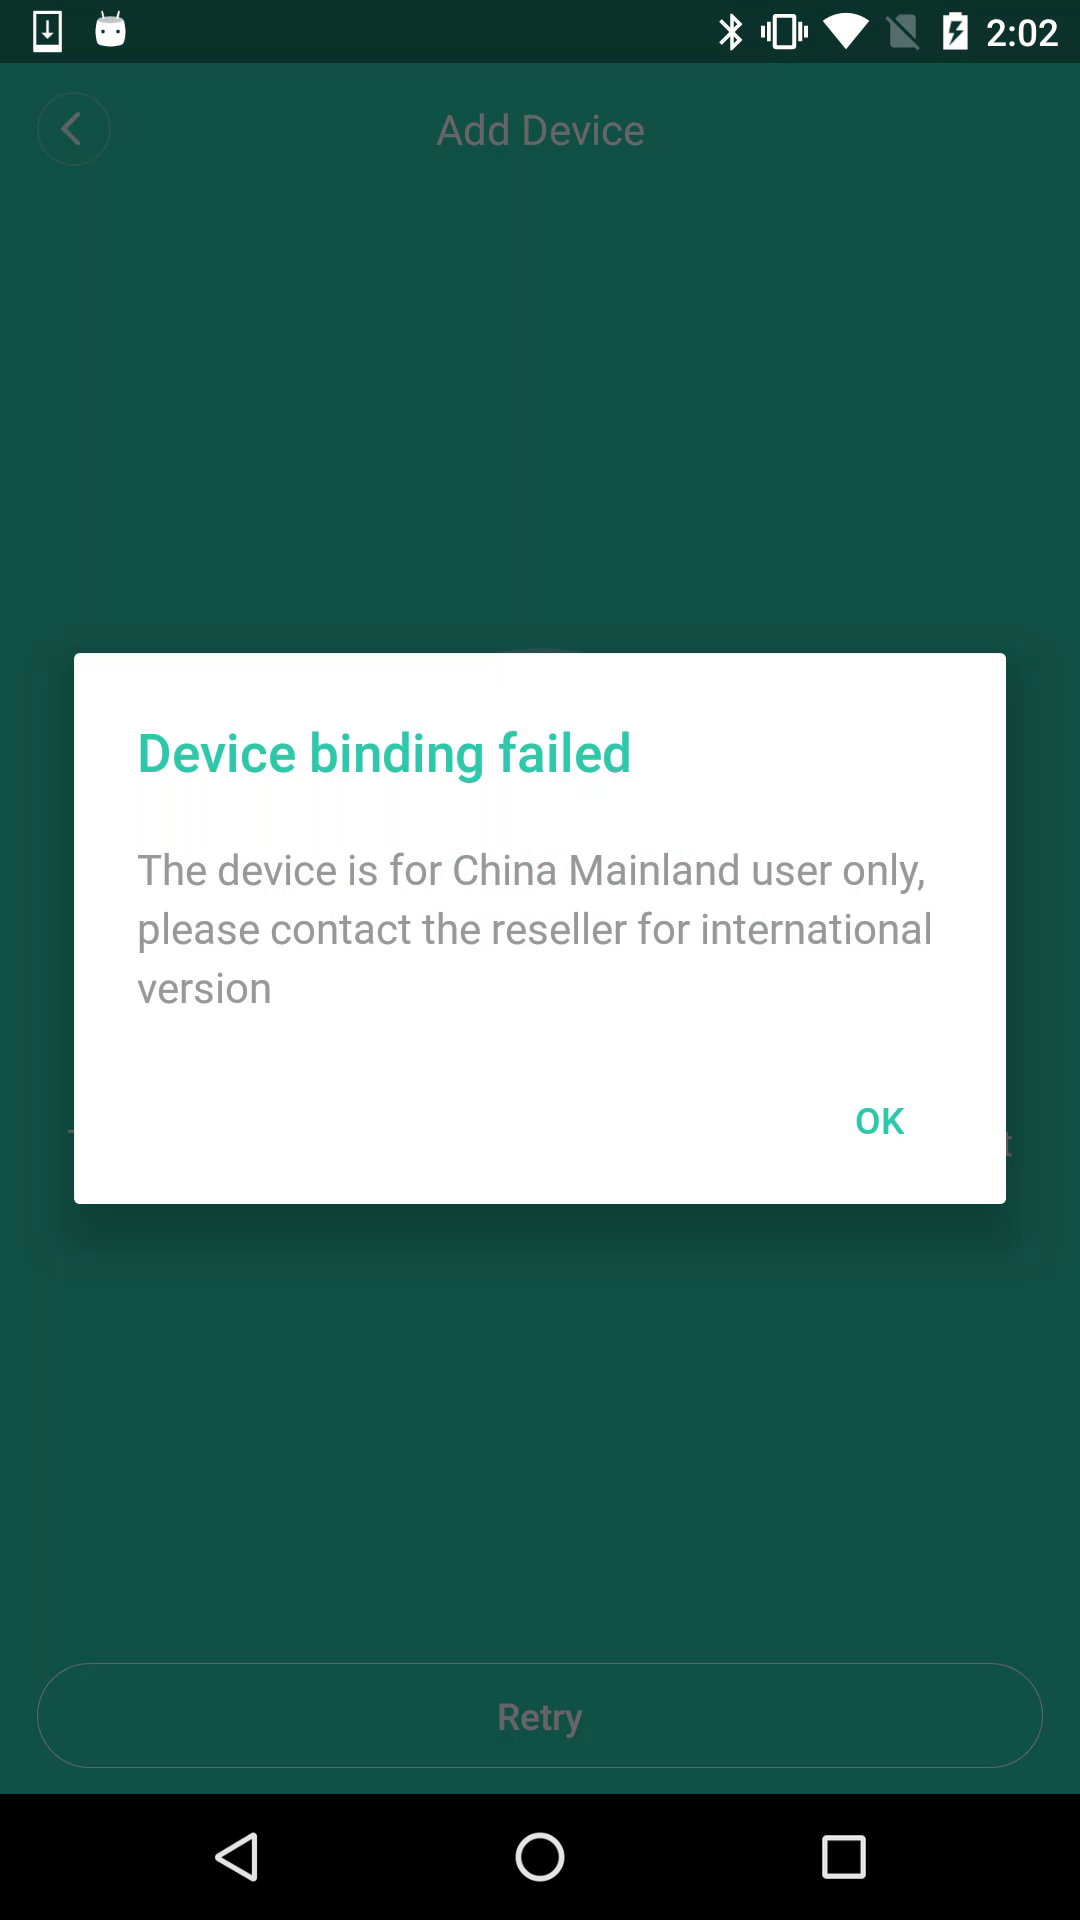 2:02
Add Device
Device binding failed
The device is for China Mainland user only,
please contact the reseller for international
version
OK
Retry